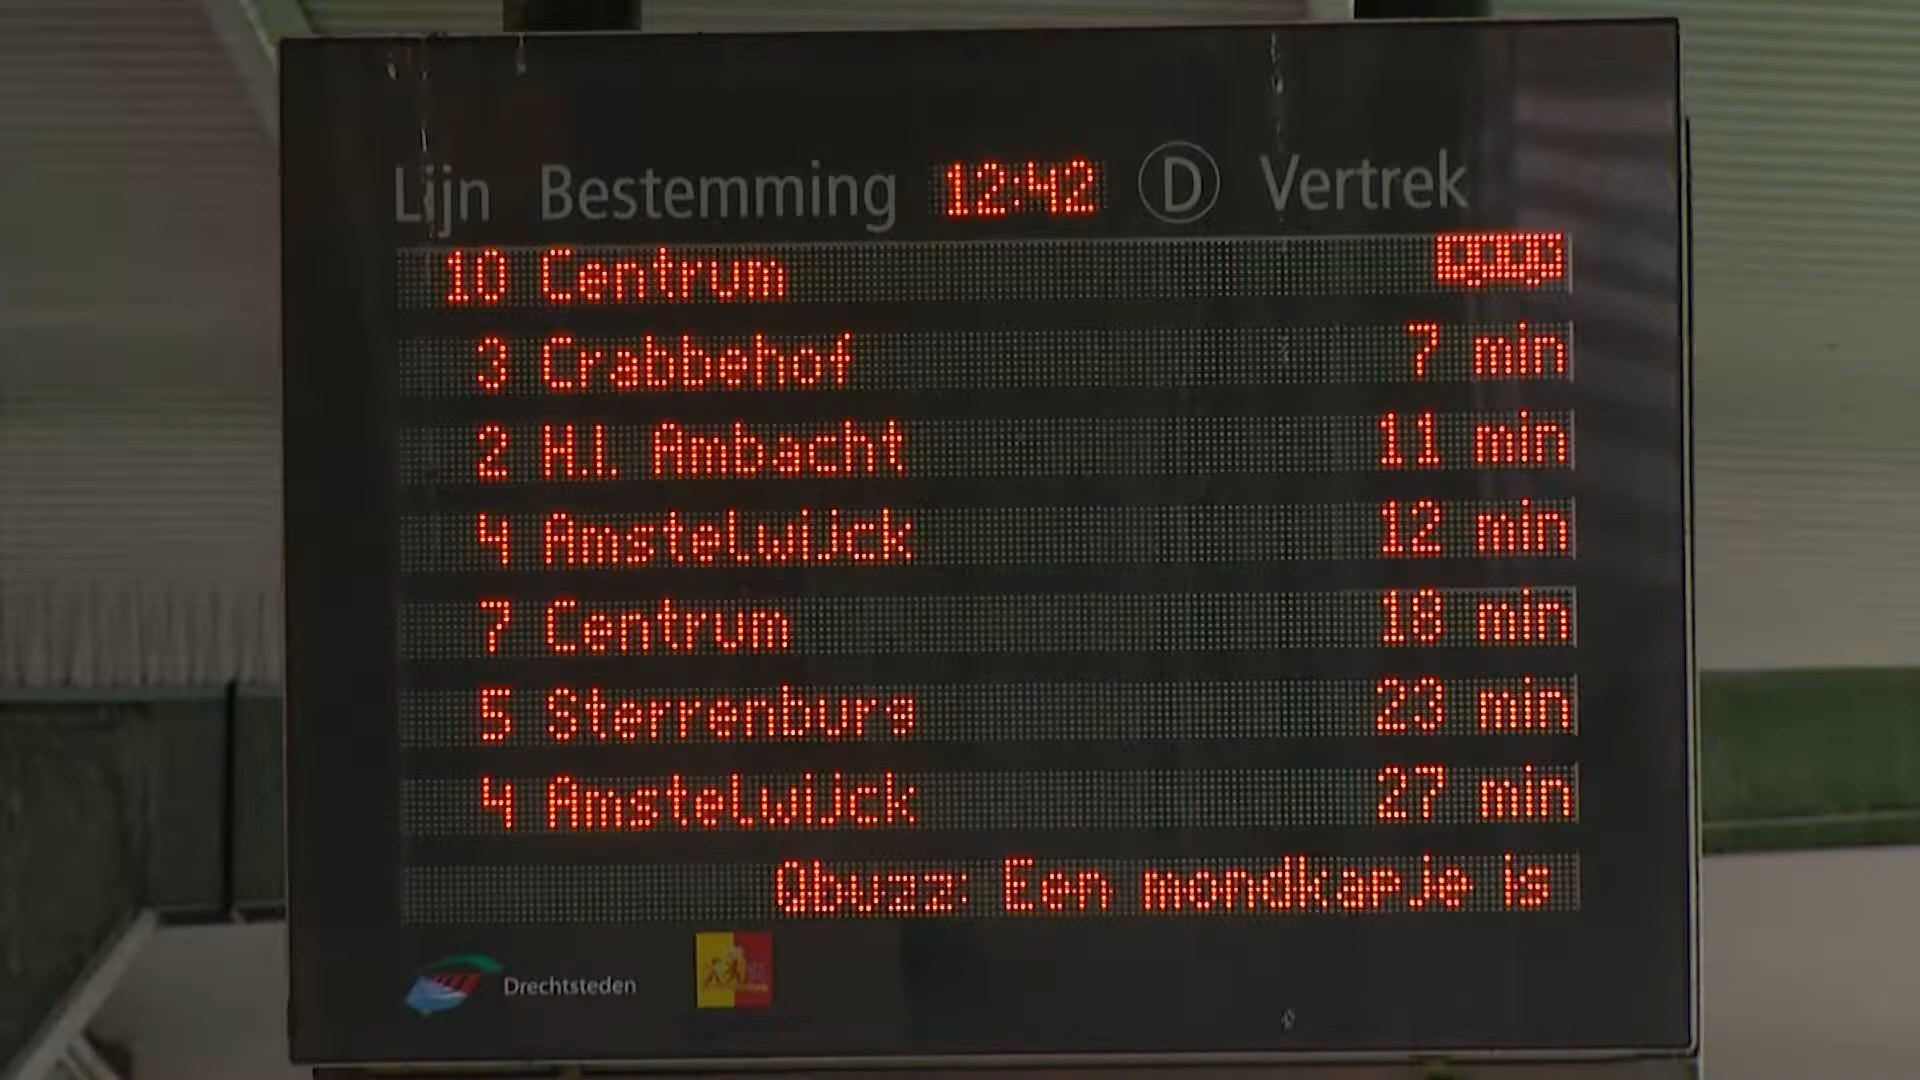 Lijn Bestemming 12:42 D Vertrek
10 Centrum
3 Crabbehof 7 min
2 H.I. Ambacht 11 min
4 Amstelwijck 12 min
7 Centrum 18 min
5 Sterrenburg 23 min
4 Amstelwijck 27 min
Qbuzz: Een mondkapje is
Drechtsteden